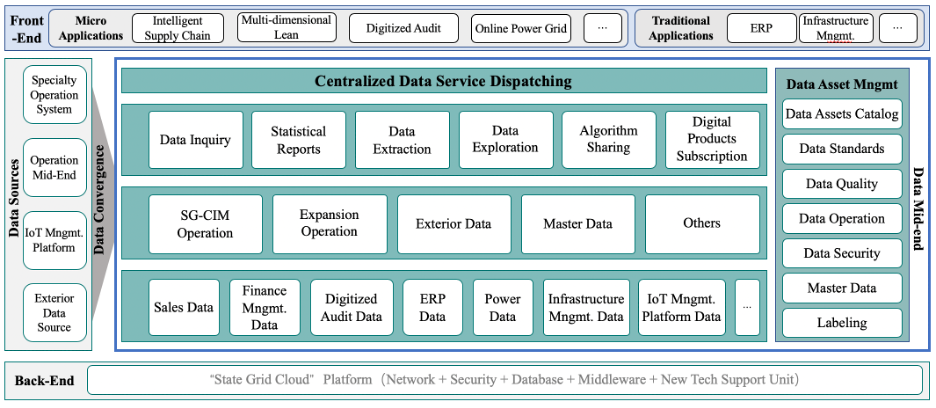 Front
-End
Micro
Applications
Intelligent
Supply Chain
Multi-dimensional
Lean
Digitized Audit
Online Power Grid
...
Traditional
Applications
ERP
Infrastructure
Mngmt.
...
Data Sources
Specialty
Operation
System
Operation
Mid-End
IoT Mngmt.
Platform
Exterior
Data
Source
Data Convergence
Centralized Data Service Dispatching
Data Inquiry
Statistical
Reports
Data
Extraction
Data
Exploration
Algorithm
Sharing
Digital
Products
Subscription
SG-CIM
Operation
Expansion
Operation
Exterior Data
Master Data
Others
Sales Data
Finance
Mngmt.
Data
Digitized
Audit Data
ERP
Data
Power
Data
Infrastructure
Mngmt. Data
IoT Mngmt.
Platform Data
...
Data Asset Mngmt
Data Assets Catalog
Data Standards
Data Quality
Data Operation
Data Security
Master Data
Labeling
Data Mid-end
Back-End
"State Grid Cloud" Platform（Network + Security + Database + Middleware + New Tech Support Unit）